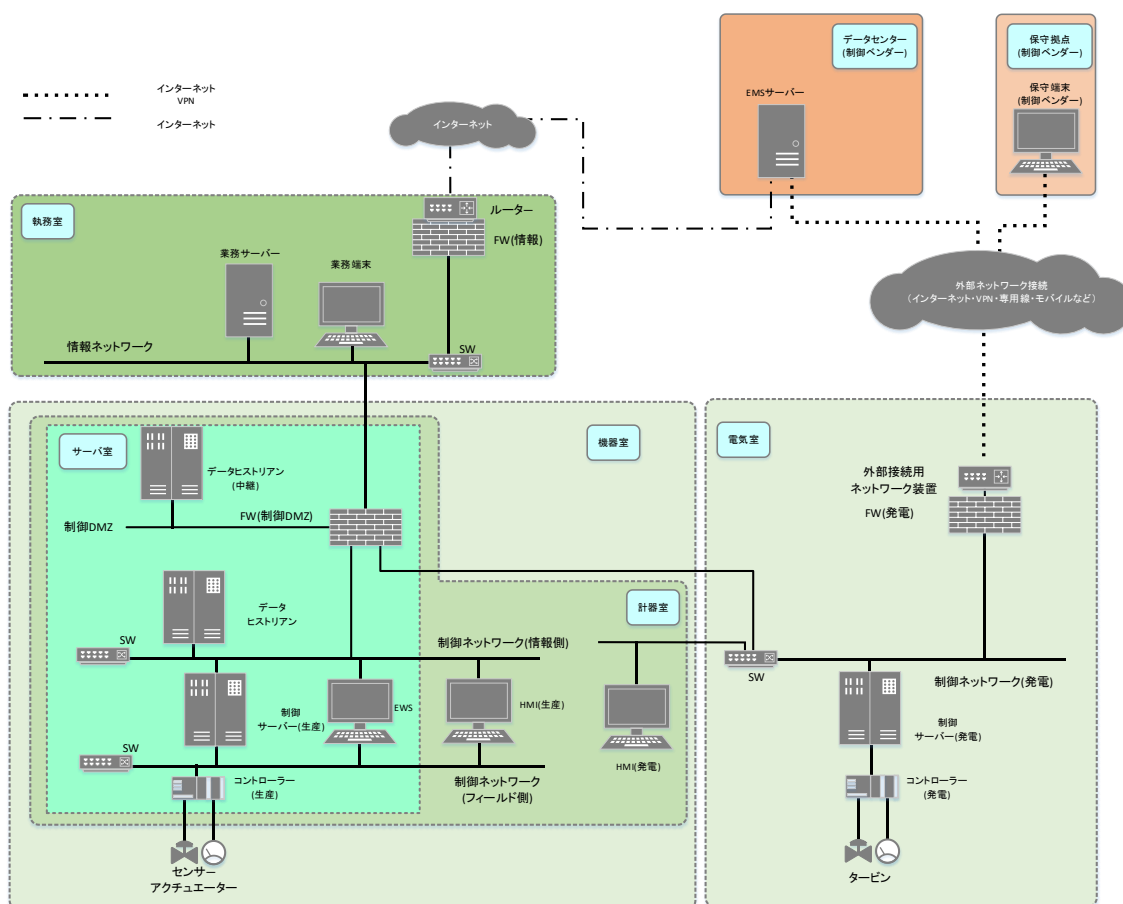 データセンター
(制御ベンダー)
保守拠点
(制御ベンダー)
インターネット
VPN
インターネット
EMSサーバー
保守端末
(制御ベンダー)
インターネット
執務室
ルーター
FW(情報)
業務サーバー
業務端末
情報ネットワーク
SW
外部ネットワーク接続
(インターネット・VPN・専用線・モバイルなど)
サーバ室
機器室
電気室
データヒストリアン
(中継)
制御DMZ
FW(制御DMZ)
外部接続用
ネットワーク装置
FW(発電)
データ
ヒストリアン
計器室
SW
制御ネットワーク(情報側)
SW
制御ネットワーク(発電)
制御
サーバー(生産)
EWS
HMI(生産)
HMI(発電)
制御
サーバー(発電)
SW
制御ネットワーク
(フィールド側)
コントローラー
(生産)
コントローラー
(発電)
センサー
アクチュエーター
タービン